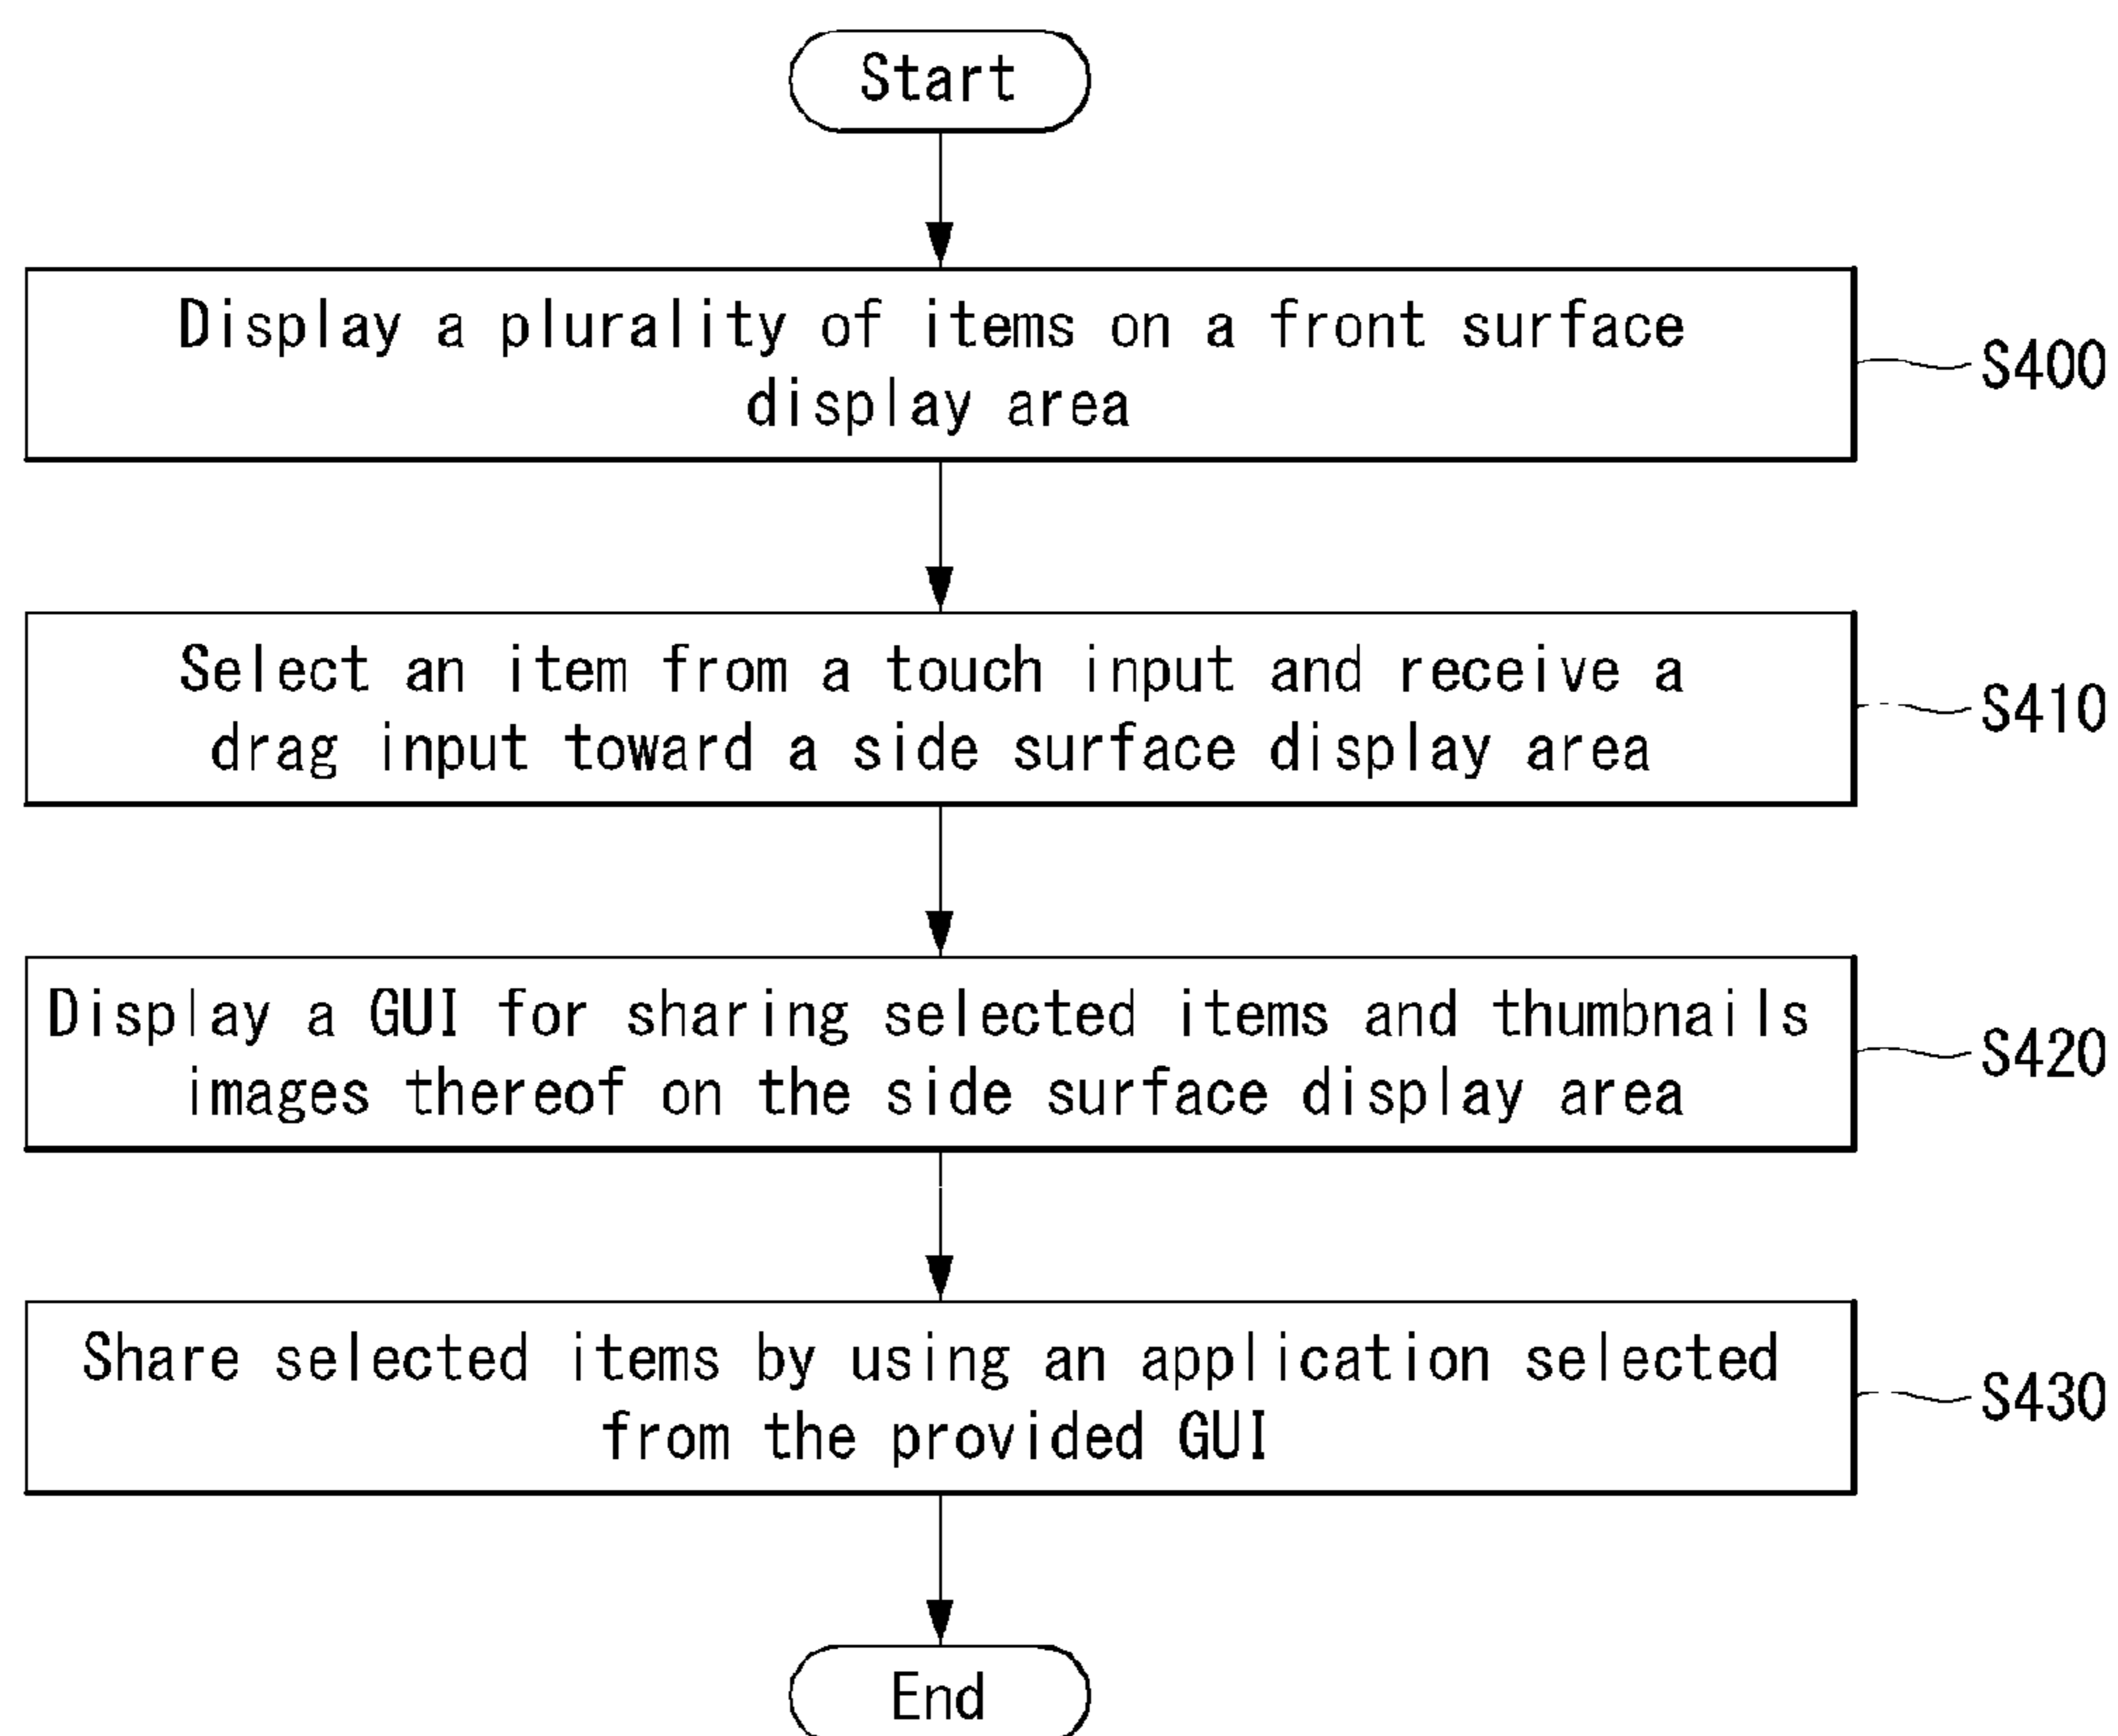 Start
Display a plurality of items on a front surface
display area
S400
Select an item from a touch input and receive a
drag input toward a side surface display area
S410
Display a GUI for sharing selected items and thumbnails
images thereof on the side surface display area
S420
Share selected items by using an application selected
from the provided GUI
S430
End